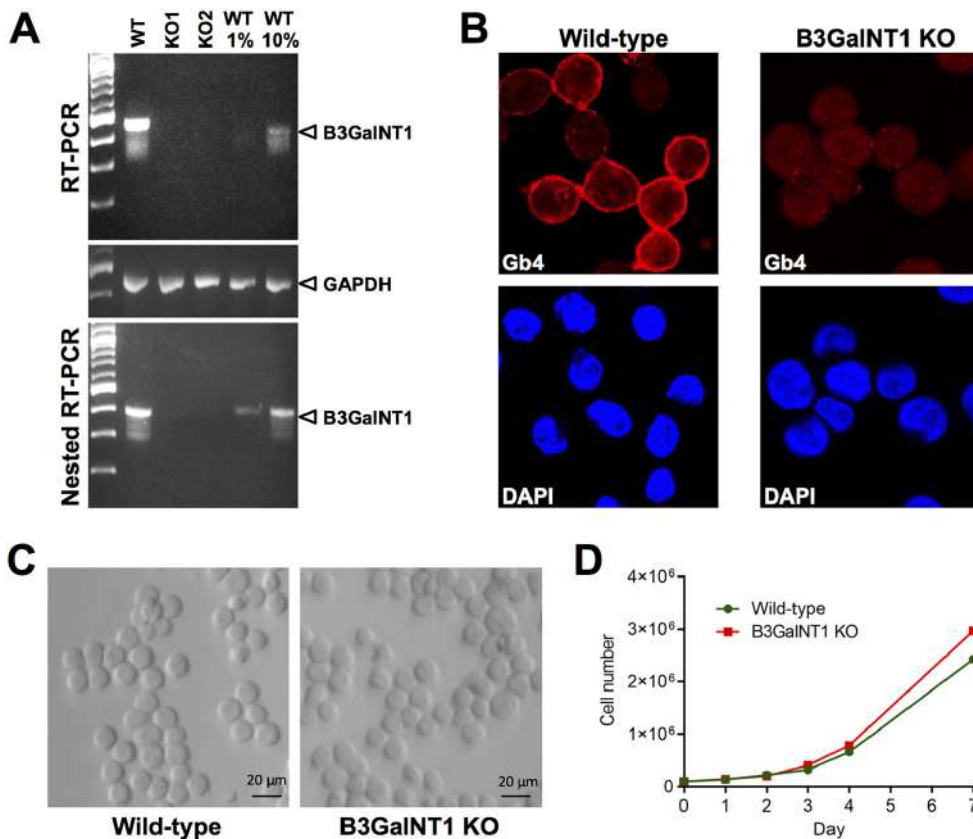 A
WT
KO1
KO2
WT 1%
WT 10%
RT-PCR
B3GalNT1
GAPDH
Nested RT-PCR
B3GalNT1
B
Wild-type
B3GalNT1 KO
Gb4
Gb4
DAPI
DAPI
C
20 µm
20 µm
Wild-type
B3GalNT1 KO
D
4×10⁶
3×10⁶
2×10⁶
1×10⁶
0
Cell number
Wild-type
B3GalNT1 KO
0 1 2 3 4 5 6 7
Day